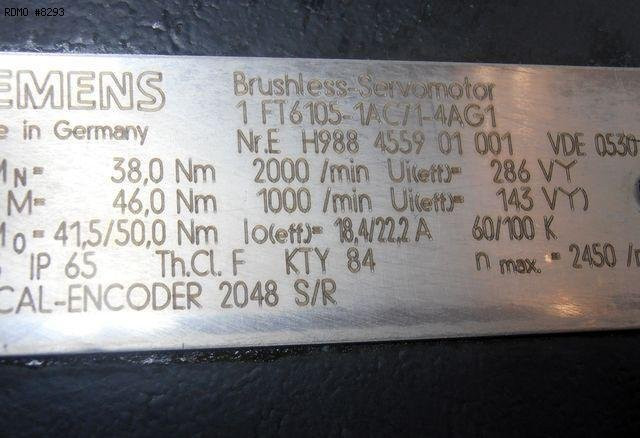 RDMO #8293
EMENS
Brushless-Servomotor
1 FT6105-1AC71-4AG1
e in Germany
Nr.E H988 4559 01 001 VDE 0530
M N= 38,0 Nm 2000 /min Ui(eff)= 286 VY
M= 46,0 Nm 1000 /min Ui(eff)= 143 VY)
0 = 41,5/50,0 Nm Io(eff)= 18,4/22,2 A 60/100 K
IP 65 Th.Cl. F KTY 84 n max. = 2450 /
CAL-ENCODER 2048 S/R